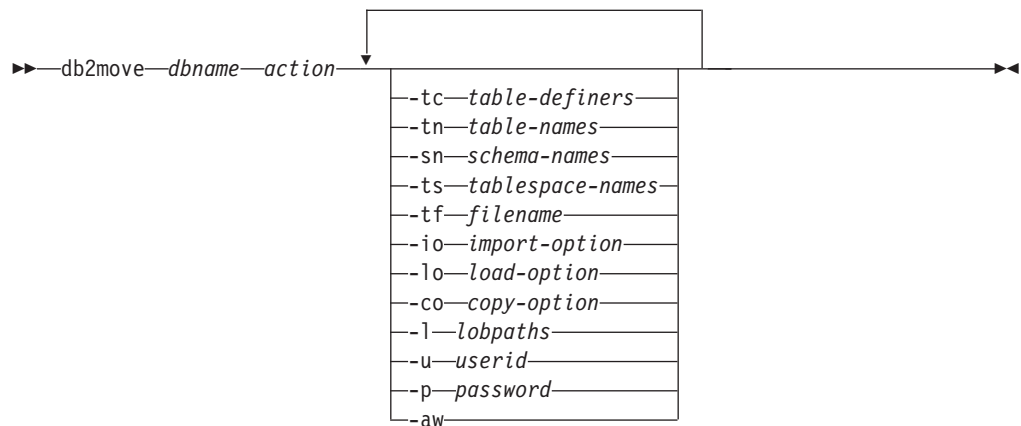 db2move dbname action
-tc table-definers
-tn table-names
-sn schema-names
-ts tablespace-names
-tf filename
-io import-option
-lo load-option
-co copy-option
-l lobpaths
-u userid
-p password
-aw